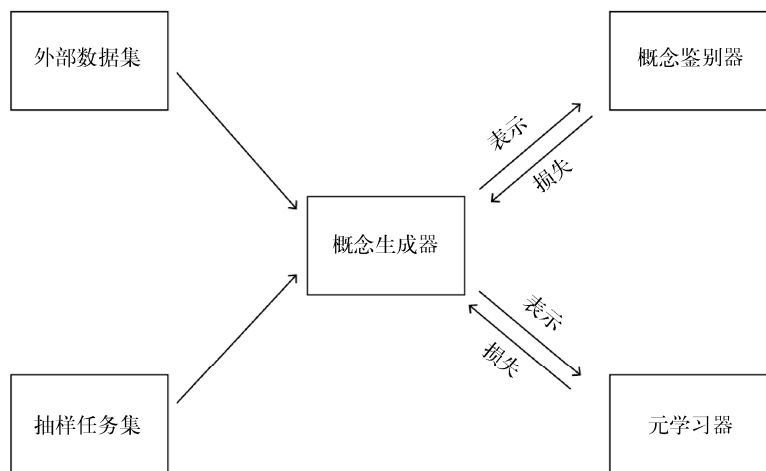 外部数据集
概念鉴别器
表示
损失
概念生成器
表示
损失
抽样任务集
元学习器